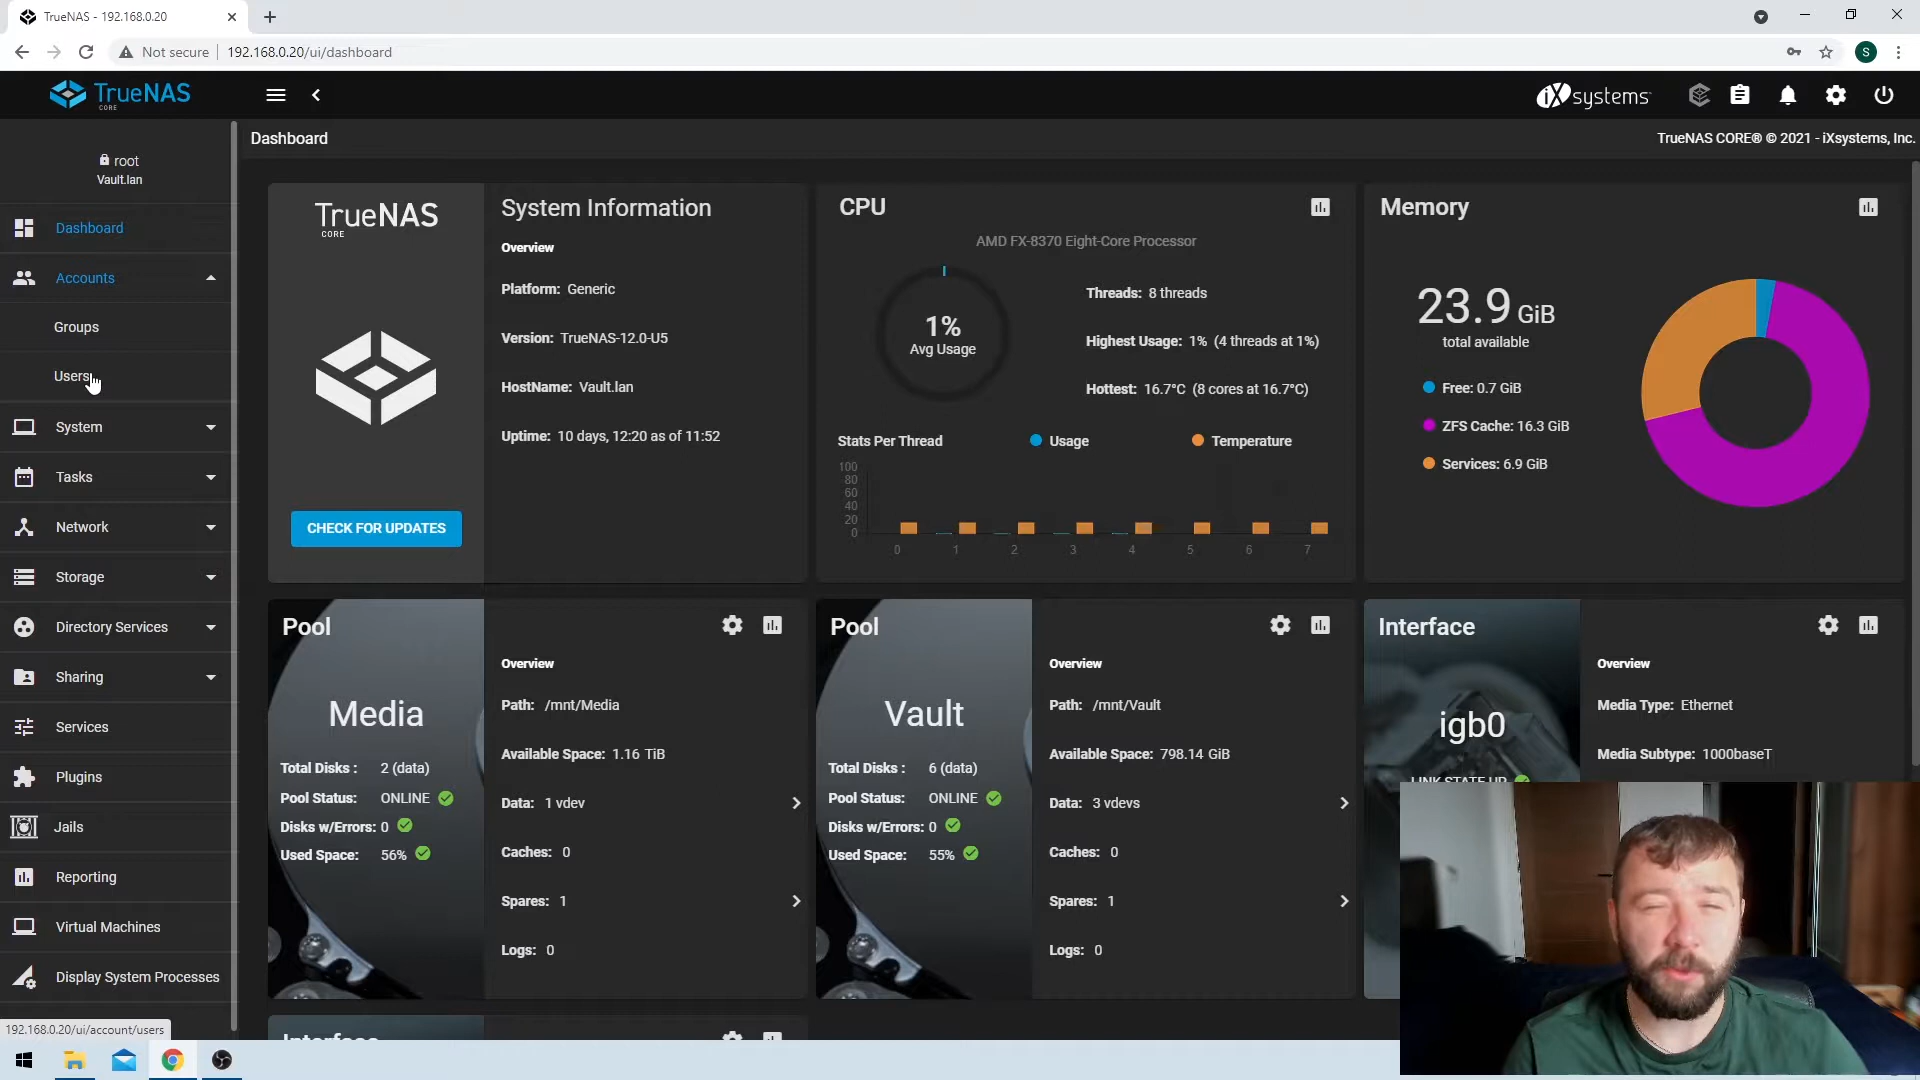 TrueNAS - 192.168.0.20
Not secure
192.168.0.20/ui/dashboard
S
TrueNAS
CORE
iXsystems
root
Vault.lan
Dashboard
TrueNAS CORE® © 2021 - iXsystems, Inc.
Dashboard
Accounts
Groups
Users
System
Tasks
Network
Storage
Directory Services
Sharing
Services
Plugins
Jails
Reporting
Virtual Machines
Display System Processes
192.168.0.20/ui/account/users
TrueNAS
CORE
CHECK FOR UPDATES
System Information
Overview
Platform: Generic
Version: TrueNAS-12.0-U5
HostName: Vault.lan
Uptime: 10 days, 12:20 as of 11:52
CPU
AMD FX-8370 Eight-Core Processor
1%
Avg Usage
Threads: 8 threads
Highest Usage: 1% (4 threads at 1%)
Hottest: 16.7°C (8 cores at 16.7°C)
Stats Per Thread
Usage
Temperature
100
80
60
40
20
0
0 1 2 3 4 5 6 7
Memory
23.9 GiB
total available
Free: 0.7 GiB
ZFS Cache: 16.3 GiB
Services: 6.9 GiB
Pool
Media
Total Disks : 2 (data)
Pool Status: ONLINE
Disks w/Errors: 0
Used Space: 56%
Overview
Path: /mnt/Media
Available Space: 1.16 TiB
Data: 1 vdev
Caches: 0
Spares: 1
Logs: 0
Pool
Vault
Total Disks : 6 (data)
Pool Status: ONLINE
Disks w/Errors: 0
Used Space: 55%
Overview
Path: /mnt/Vault
Available Space: 798.14 GiB
Data: 3 vdevs
Caches: 0
Spares: 1
Logs: 0
Interface
igb0
LINK STATE UP
Overview
Media Type: Ethernet
Media Subtype: 1000baseT
Interface